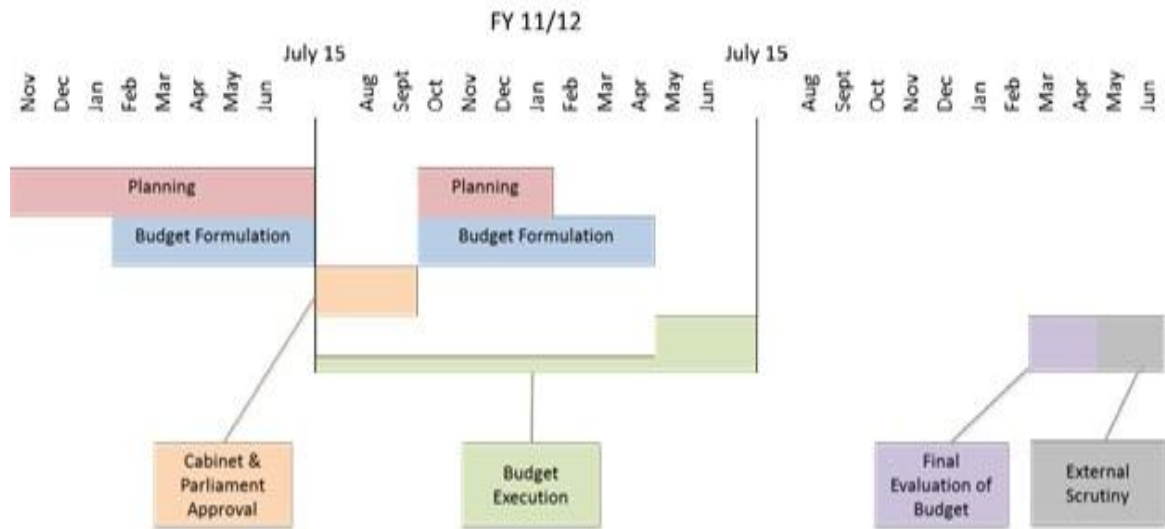 FY 11/12
July 15
July 15
Nov
Dec
Jan
Feb
Mar
Apr
May
Jun
Aug
Sept
Oct
Nov
Dec
Jan
Feb
Mar
Apr
May
Jun
Aug
Sept
Oct
Nov
Dec
Jan
Feb
Mar
Apr
May
Jun
Planning
Planning
Budget Formulation
Budget Formulation
Cabinet &
Parliament
Approval
Budget
Execution
Final
Evaluation of
Budget
External
Scrutiny